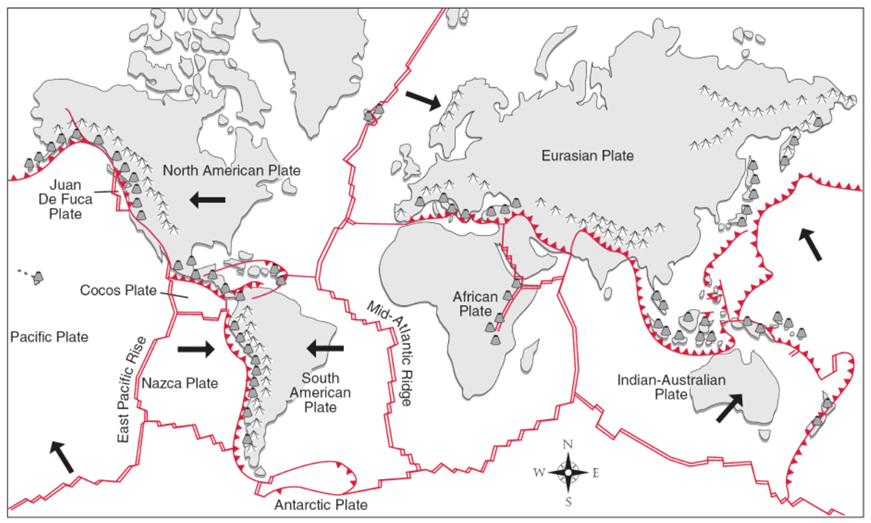 Eurasian Plate
North American Plate
Juan
De Fuca
Plate
Cocos Plate
African
Plate
Mid-Atlantic Ridge
Pacific Plate
East Pacific Rise
Nazca Plate
South
American
Plate
Indian-Australian
Plate
N
W
E
S
Antarctic Plate